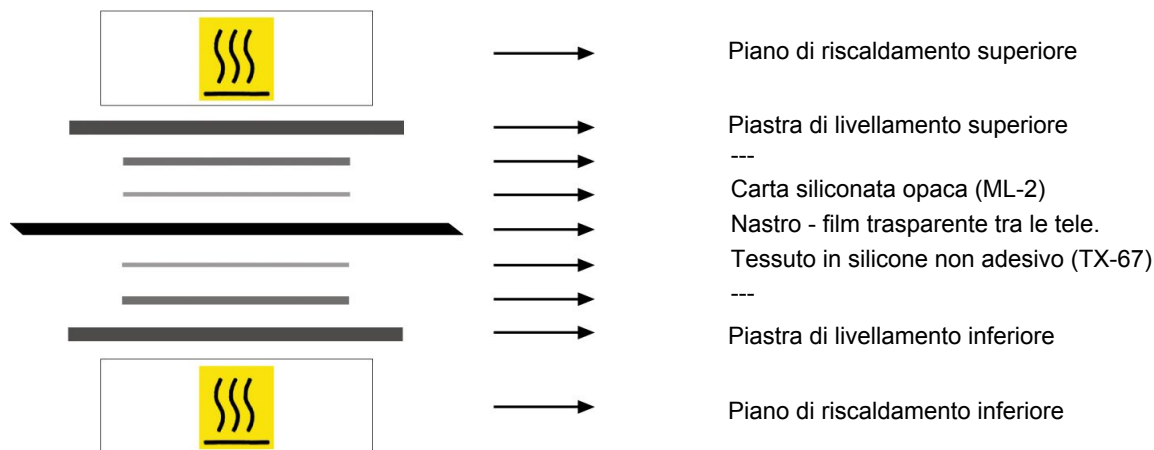 Piano di riscaldamento superiore
Piastra di livellamento superiore
---
Carta siliconata opaca (ML-2)
Nastro - film trasparente tra le tele.
Tessuto in silicone non adesivo (TX-67)
---
Piastra di livellamento inferiore
Piano di riscaldamento inferiore